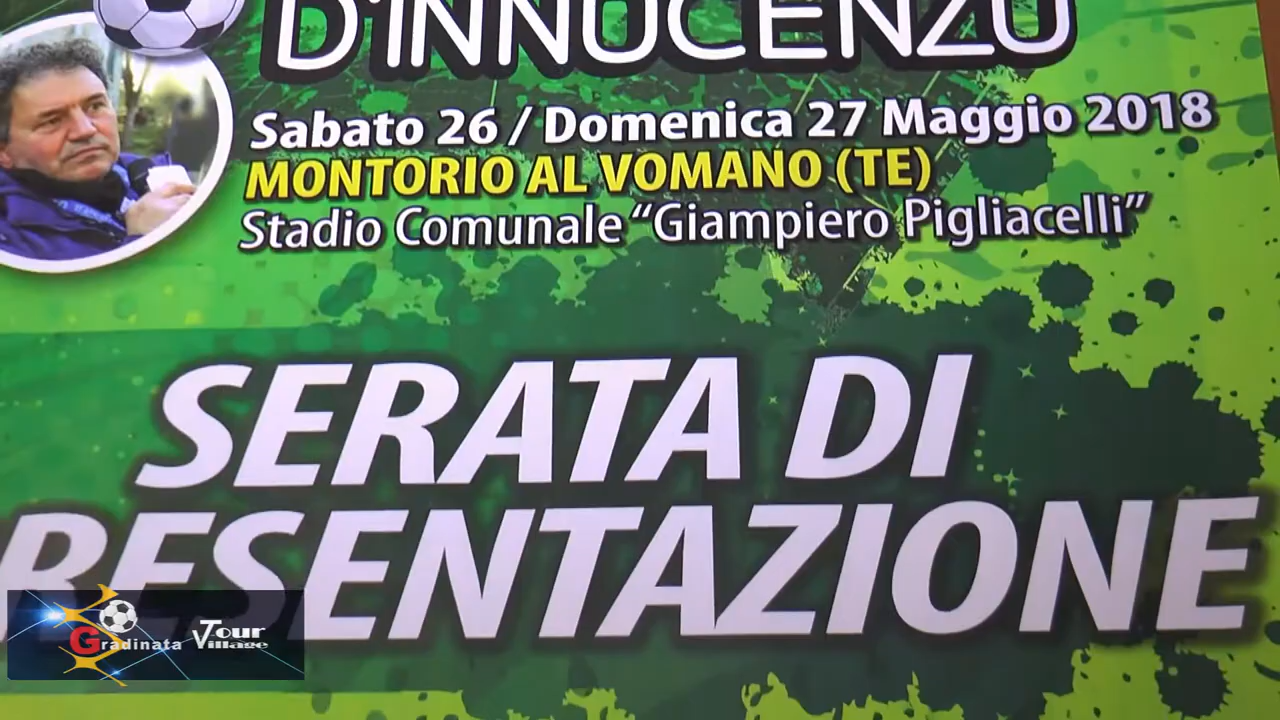 D'INNOCENZO
Sabato 26 / Domenica 27 Maggio 2018
MONTORIO AL VOMANO (TE)
Stadio Comunale “Giampiero Pigliacelli”
SERATA DI
RESENTAZIONE
Gradinata Tour Village